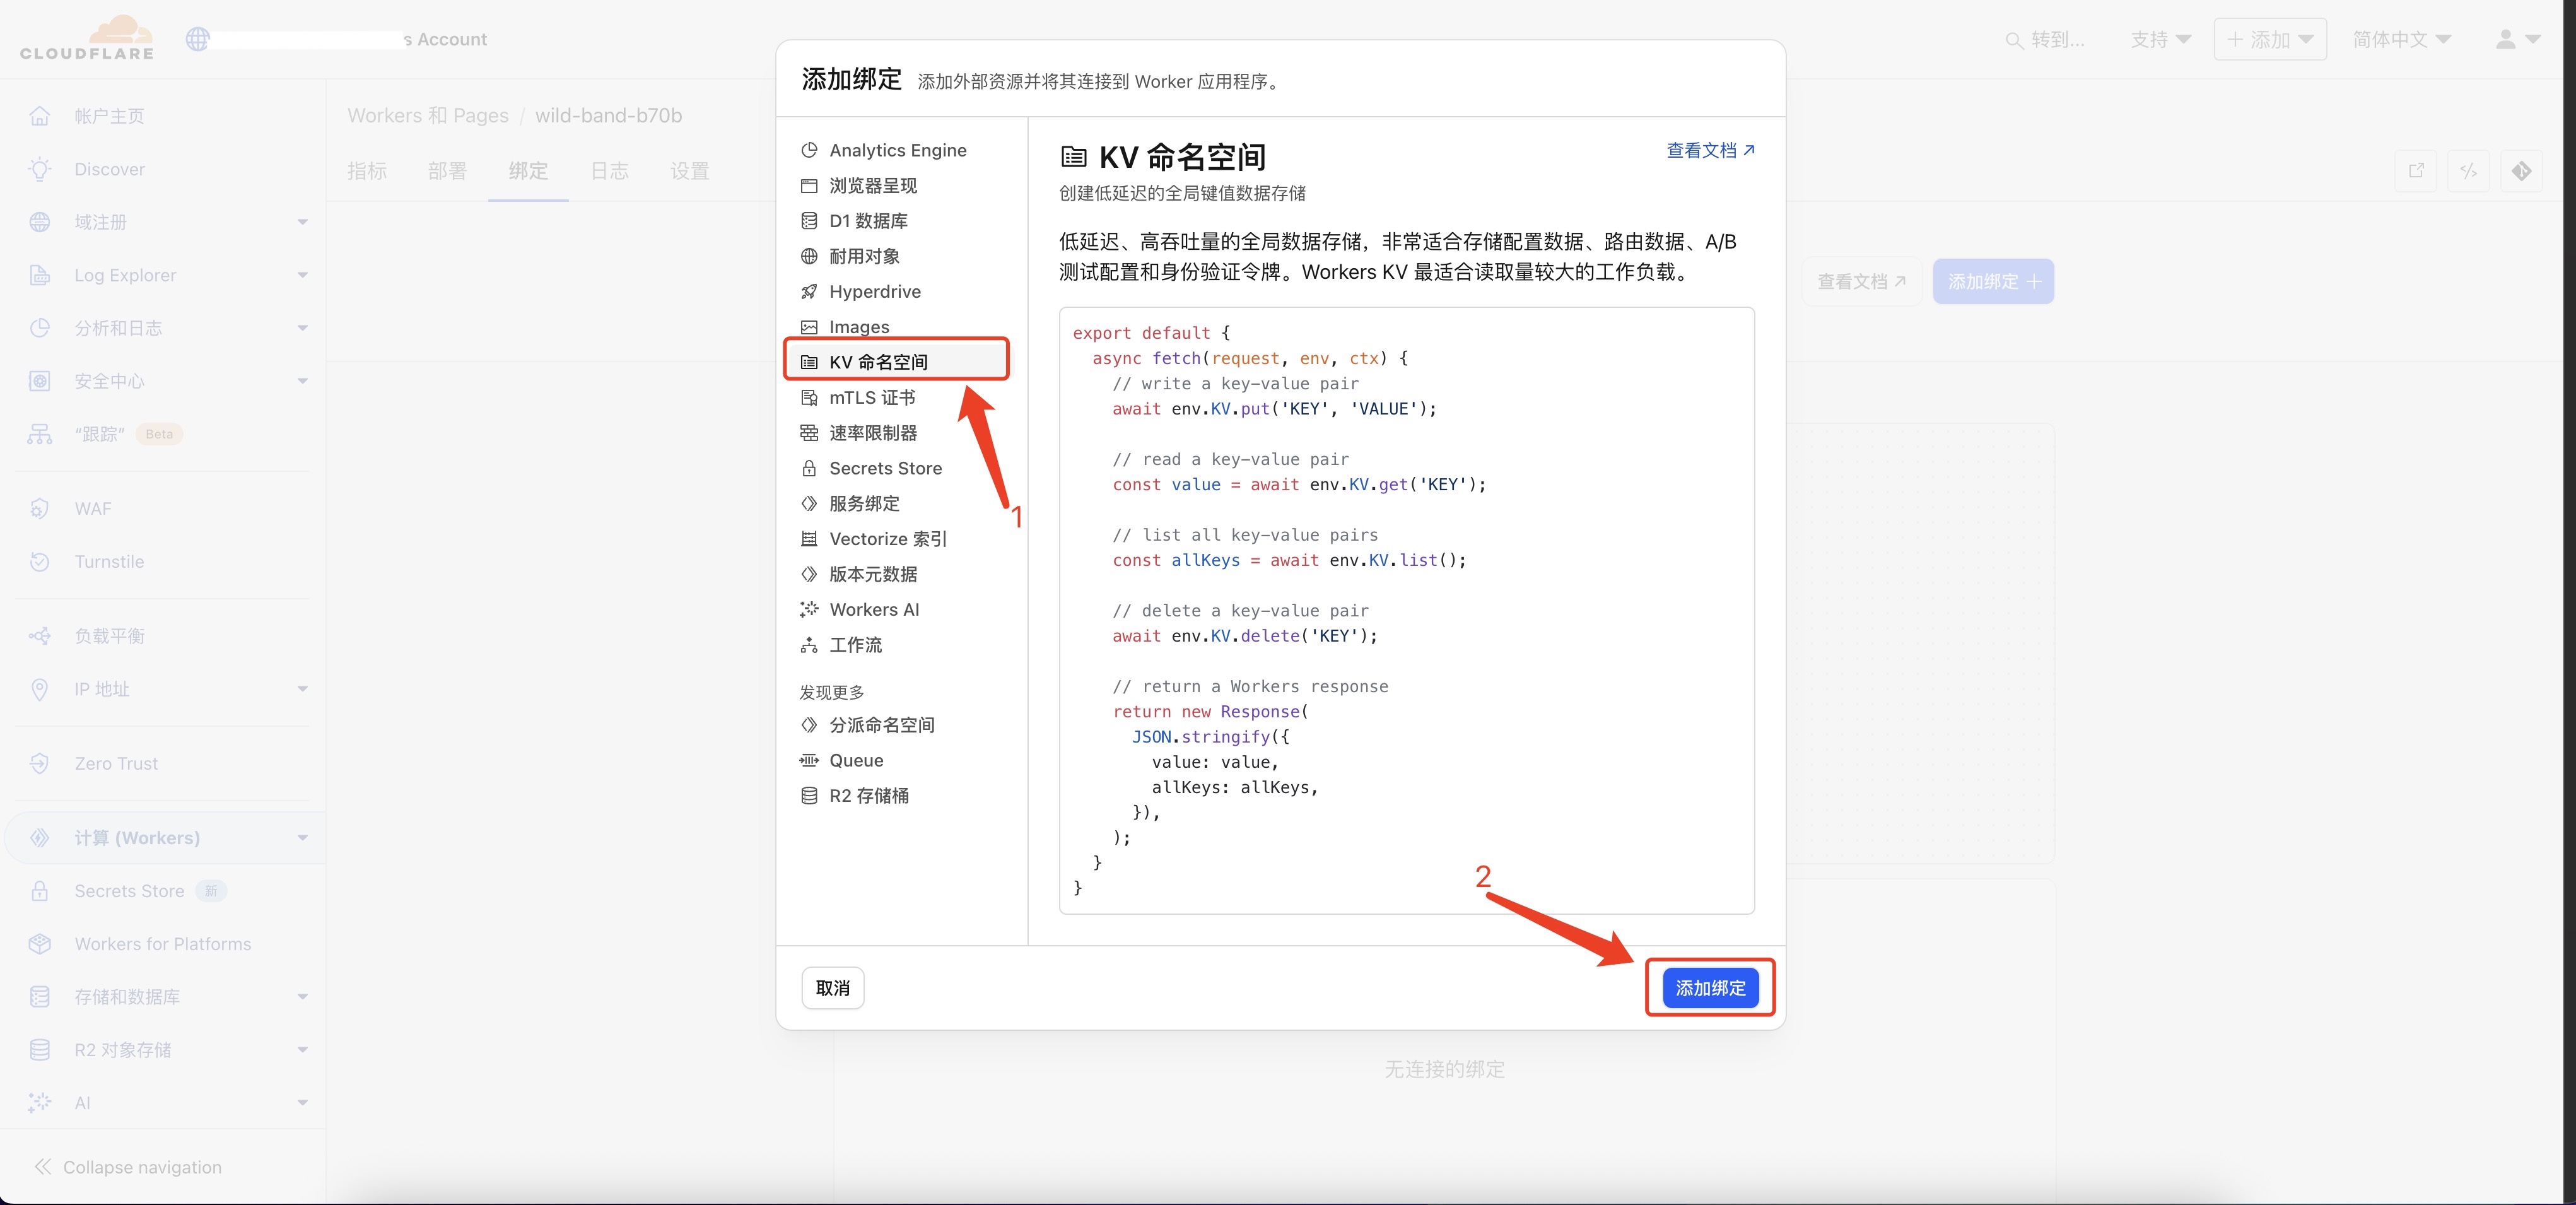 CLOUDFLARE
s Account
转到...
支持
添加
简体中文
帐户主页
Discover
域注册
Log Explorer
分析和日志
安全中心
“跟踪” Beta
WAF
Turnstile
负载平衡
IP 地址
Zero Trust
计算 (Workers)
Secrets Store 新
Workers for Platforms
存储和数据库
R2 对象存储
AI
Collapse navigation
Workers 和 Pages / wild-band-b70b
指标
部署
绑定
日志
设置
查看文档
添加绑定
无连接的绑定
添加绑定 添加外部资源并将其连接到 Worker 应用程序。
Analytics Engine
浏览器呈现
D1 数据库
耐用对象
Hyperdrive
Images
KV 命名空间
mTLS 证书
速率限制器
Secrets Store
服务绑定
Vectorize 索引
版本元数据
Workers AI
工作流
发现更多
分派命名空间
Queue
R2 存储桶
1
KV 命名空间
查看文档
创建低延迟的全局键值数据存储
低延迟、高吞吐量的全局数据存储，非常适合存储配置数据、路由数据、A/B
测试配置和身份验证令牌。Workers KV 最适合读取量较大的工作负载。
export default {
async fetch(request, env, ctx) {
// write a key-value pair
await env.KV.put('KEY', 'VALUE');
// read a key-value pair
const value = await env.KV.get('KEY');
// list all key-value pairs
const allKeys = await env.KV.list();
// delete a key-value pair
await env.KV.delete('KEY');
// return a Workers response
return new Response(
JSON.stringify({
value: value,
allKeys: allKeys,
}),
);
}
}
2
取消
添加绑定